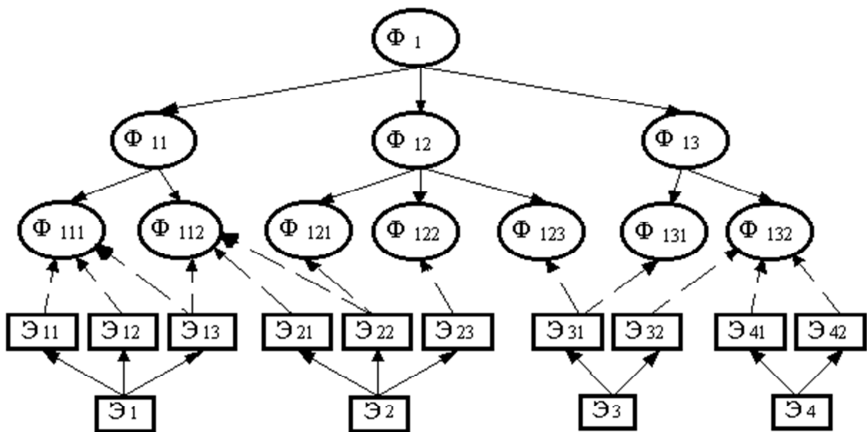 Ф 1
Ф 11 Ф 12 Ф 13
Ф 111 Ф 112 Ф 121 Ф 122 Ф 123 Ф 131 Ф 132
Э 11 Э 12 Э 13 Э 21 Э 22 Э 23 Э 31 Э 32 Э 41 Э 42
Э 1 Э 2 Э 3 Э 4